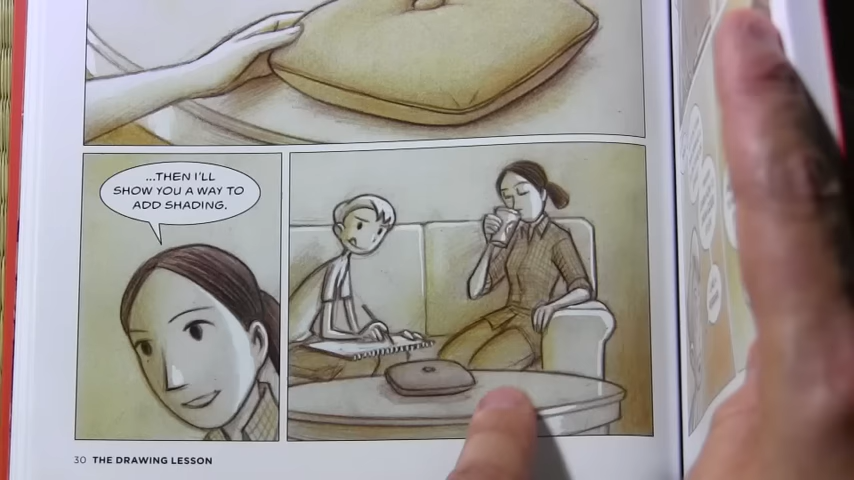 ...THEN I'LL
SHOW YOU A WAY TO
ADD SHADING.
30 THE DRAWING LESSON